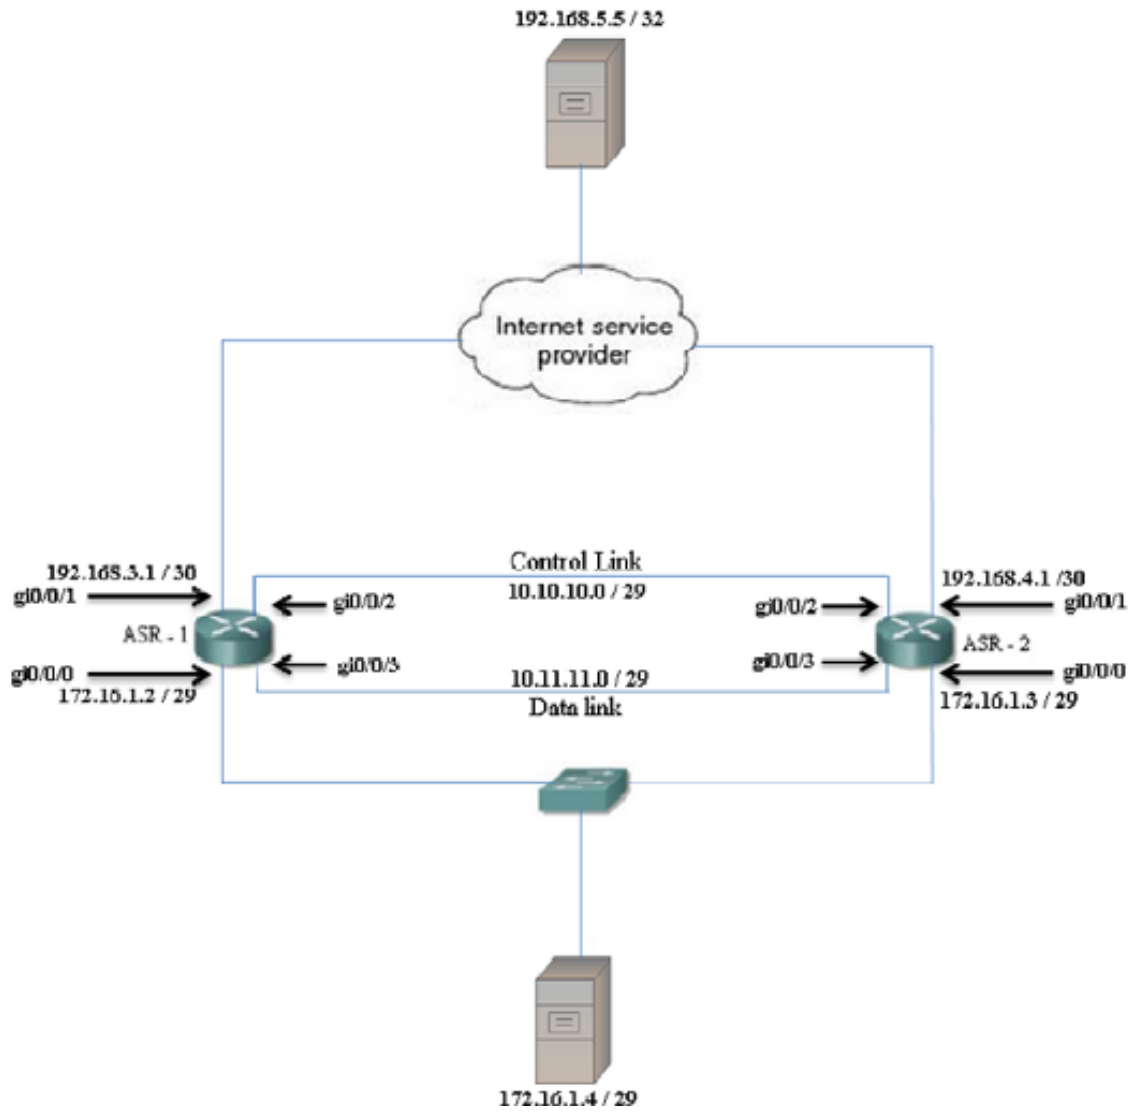 192.168.5.5 / 32
Internet service
provider
Control Link
10.10.10.0 / 29
192.168.3.1 / 30
gi0/0/1
gi0/0/2
ASR - 1
gi0/0/0
gi0/0/3
172.16.1.2 / 29
192.168.4.1 /30
gi0/0/2
gi0/0/1
ASR - 2
gi0/0/3
gi0/0/0
172.16.1.3 / 29
10.11.11.0 / 29
Data link
172.16.1.4 / 29